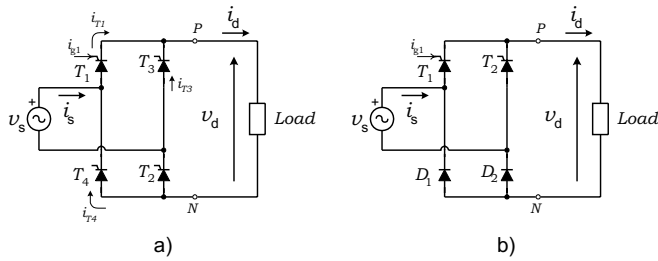 i_T1
P
i_d
i_g1
T_1
T_3
i_T3
+
i_s
v_s
v_d
Load
T_4
T_2
i_T4
N
a)
P
i_d
i_g1
T_1
T_2
+
i_s
v_s
v_d
Load
D_1
D_2
N
b)